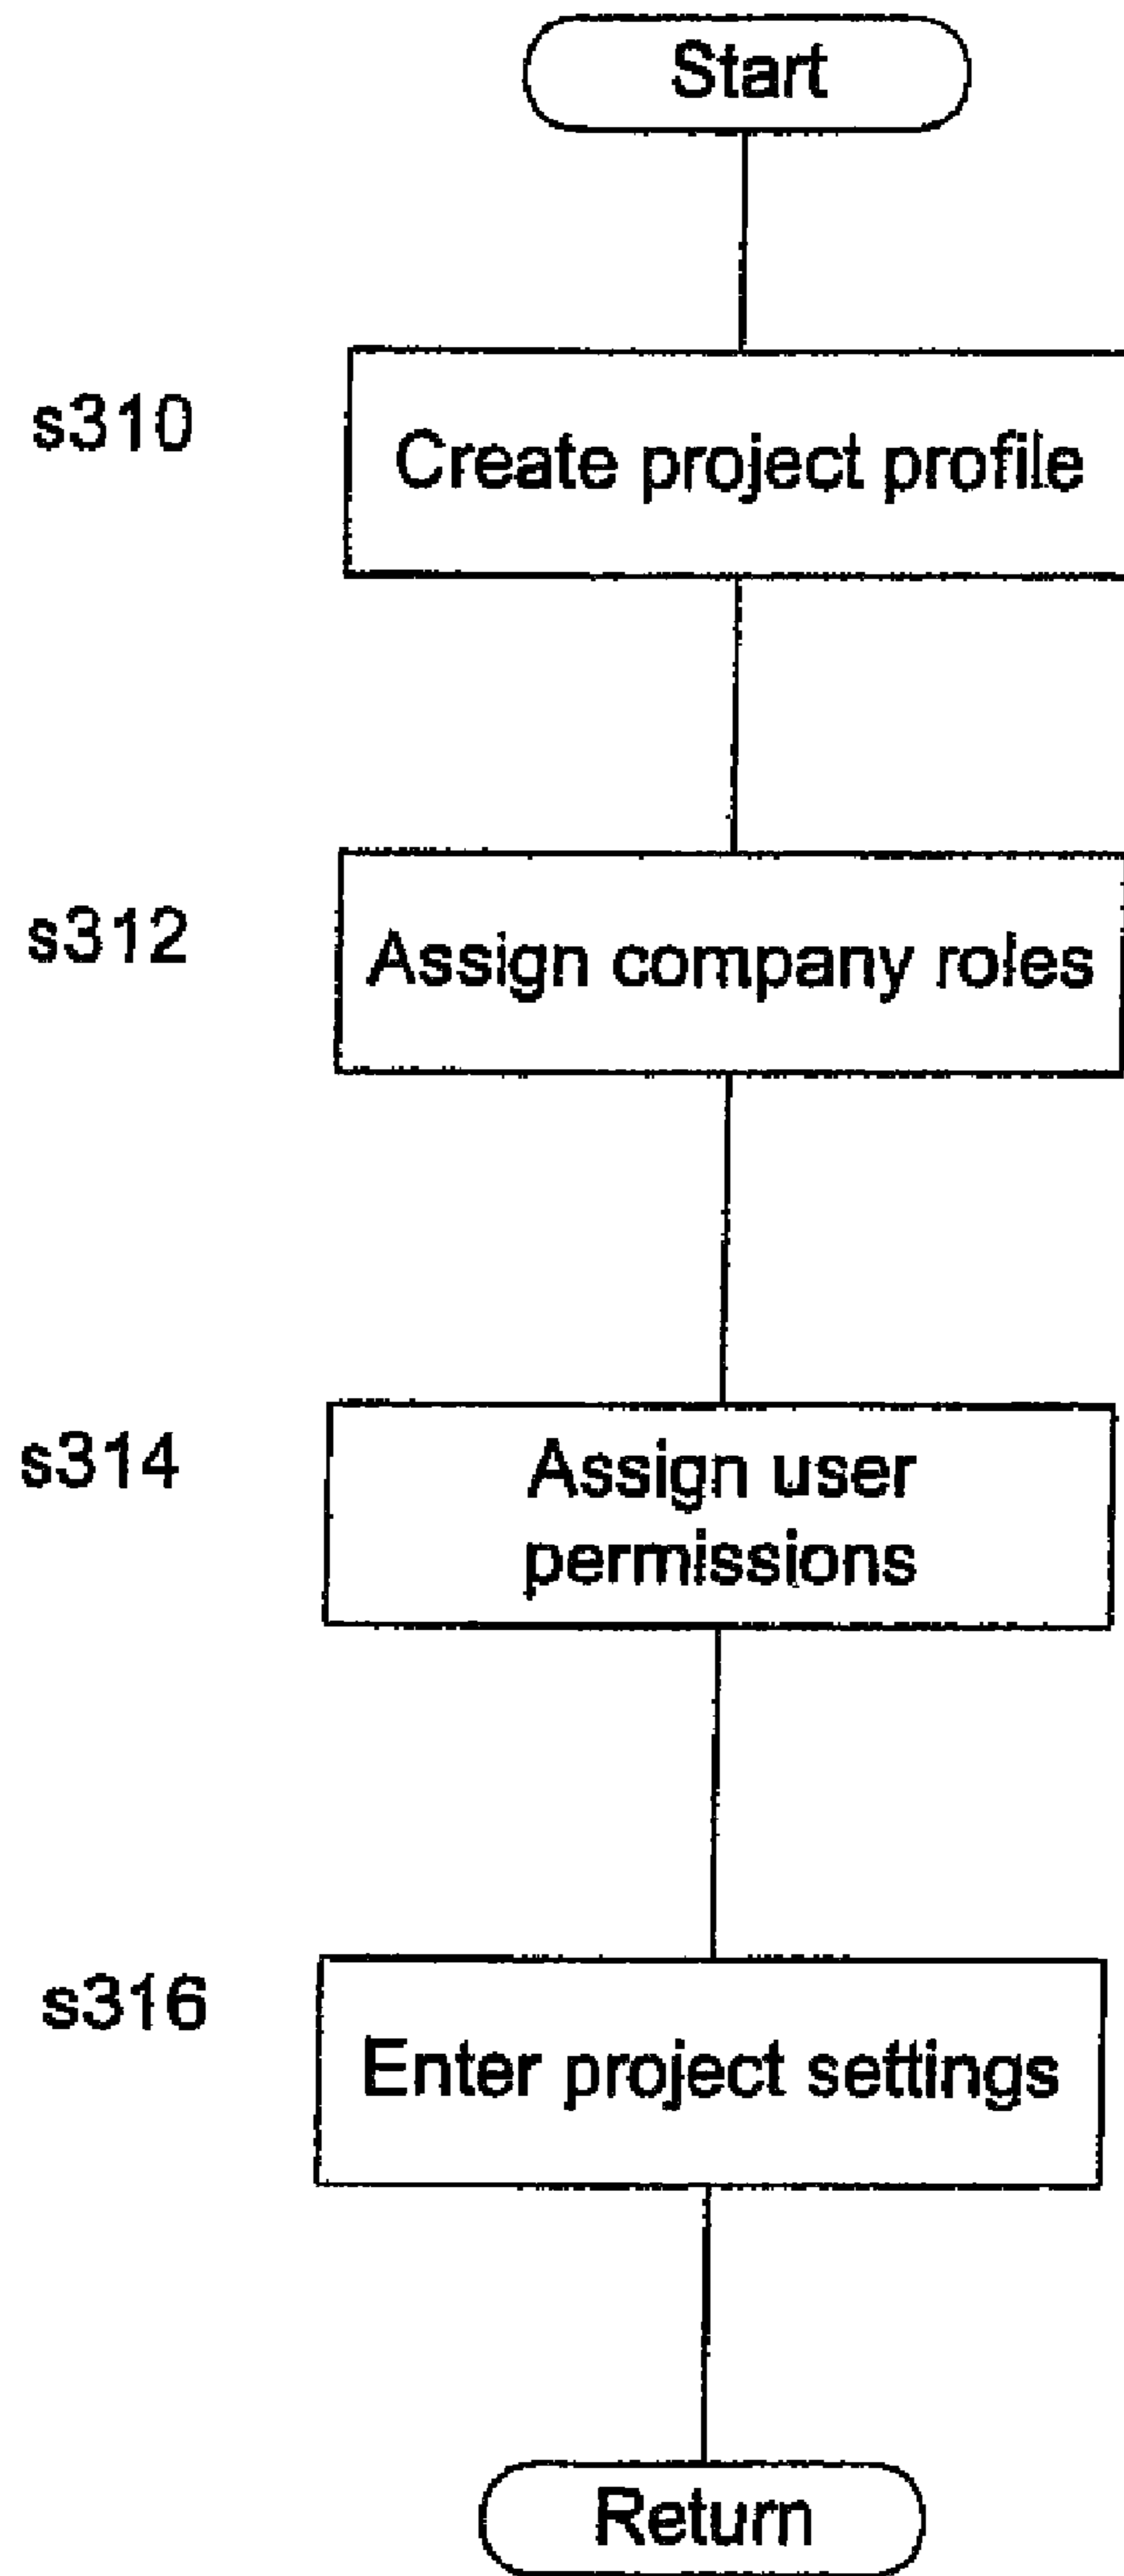 Start
s310
Create project profile
s312
Assign company roles
s314
Assign user
permissions
s316
Enter project settings
Return